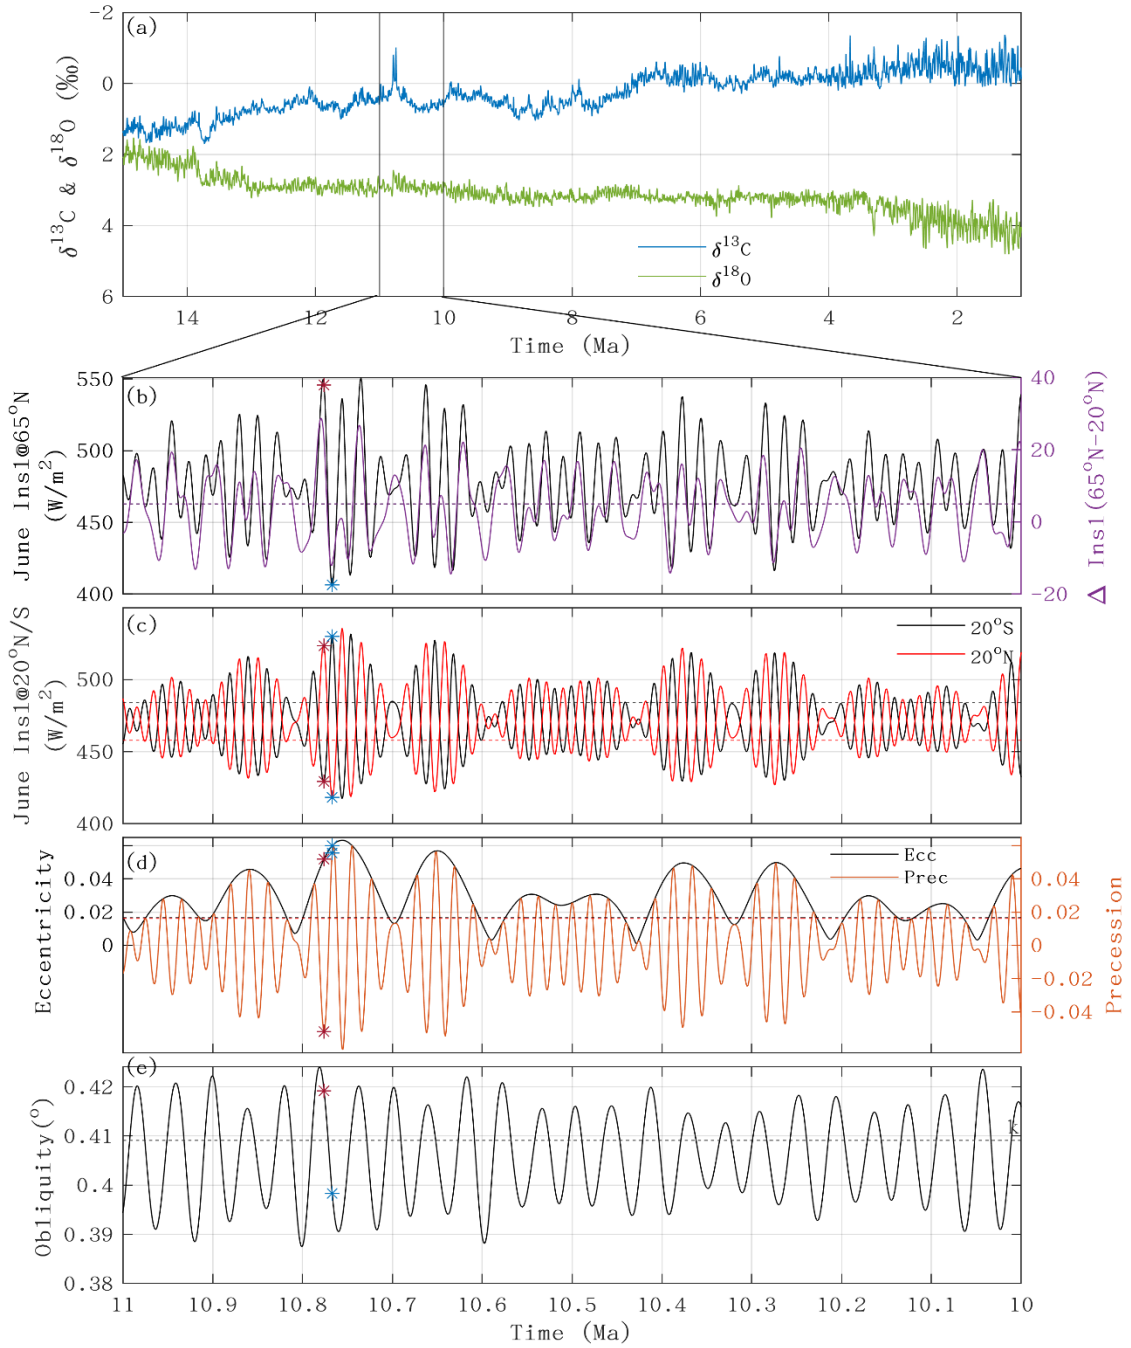 (a)
-2
0
2
4
6
δ¹³C & δ¹⁸O (‰)
δ¹³C
δ¹⁸O
14 12 10 8 6 4 2
Time (Ma)
(b)
550
500
450
400
June Insl@65°N
(W/m²)
40
20
0
-20
Δ Insl(65°N-20°N)
(c)
500
450
400
June Insl@20°N/S
(W/m²)
20°S
20°N
(d)
0.04
0.02
0
Eccentricity
Ecc
Prec
0.04
0.02
0
-0.02
-0.04
Precession
(e)
0.42
0.41
0.4
0.39
0.38
Obliquity(°)
k
11 10.9 10.8 10.7 10.6 10.5 10.4 10.3 10.2 10.1 10
Time (Ma)